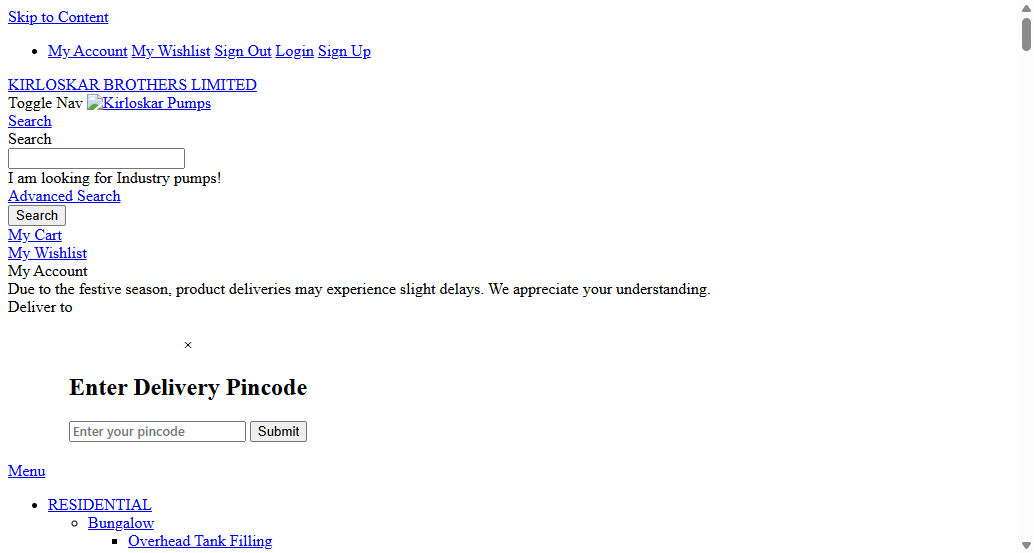 Skip to Content
My Account My Wishlist Sign Out Login Sign Up
KIRLOSKAR BROTHERS LIMITED
Toggle Nav Kirloskar Pumps
Search
Search
I am looking for Industry pumps!
Advanced Search
Search
My Cart
My Wishlist
My Account
Due to the festive season, product deliveries may experience slight delays. We appreciate your understanding.
Deliver to
×
Enter Delivery Pincode
Enter your pincode Submit
Menu
RESIDENTIAL
Bungalow
Overhead Tank Filling